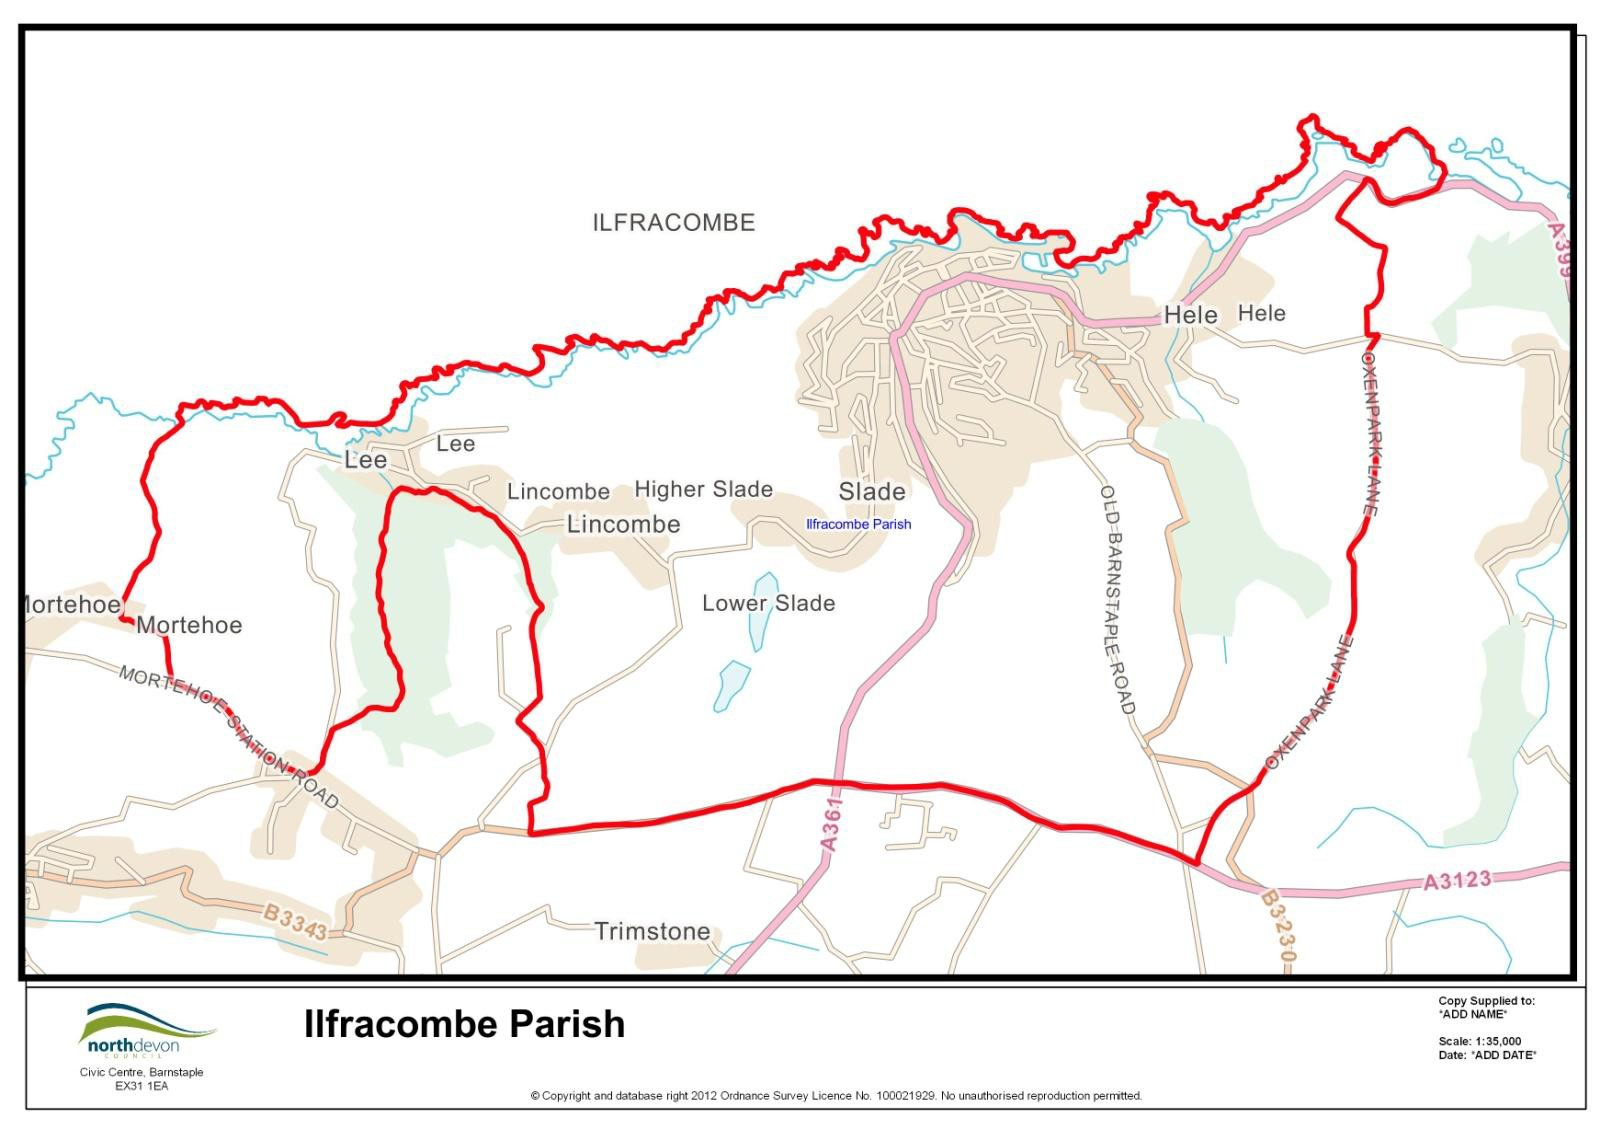 ILFRACOMBE
Hele
Hele
A399
OXENPARK LANE
Lee
Lee
Lincombe
Higher Slade
Slade
Lincombe
Ilfracombe Parish
OLD BARNSTAPLE ROAD
Mortehoe
Mortehoe
Lower Slade
MORTEHOE STATION ROAD
OXENPARK LANE
A361
A3123
B3343
B3230
Trimstone
northdevon
COUNCIL
Civic Centre, Barnstaple
EX31 1EA
Ilfracombe Parish
Copy Supplied to:
*ADD NAME*
Scale: 1:35,000
Date: *ADD DATE*
© Copyright and database right 2012 Ordnance Survey Licence No. 100021929. No unauthorised reproduction permitted.